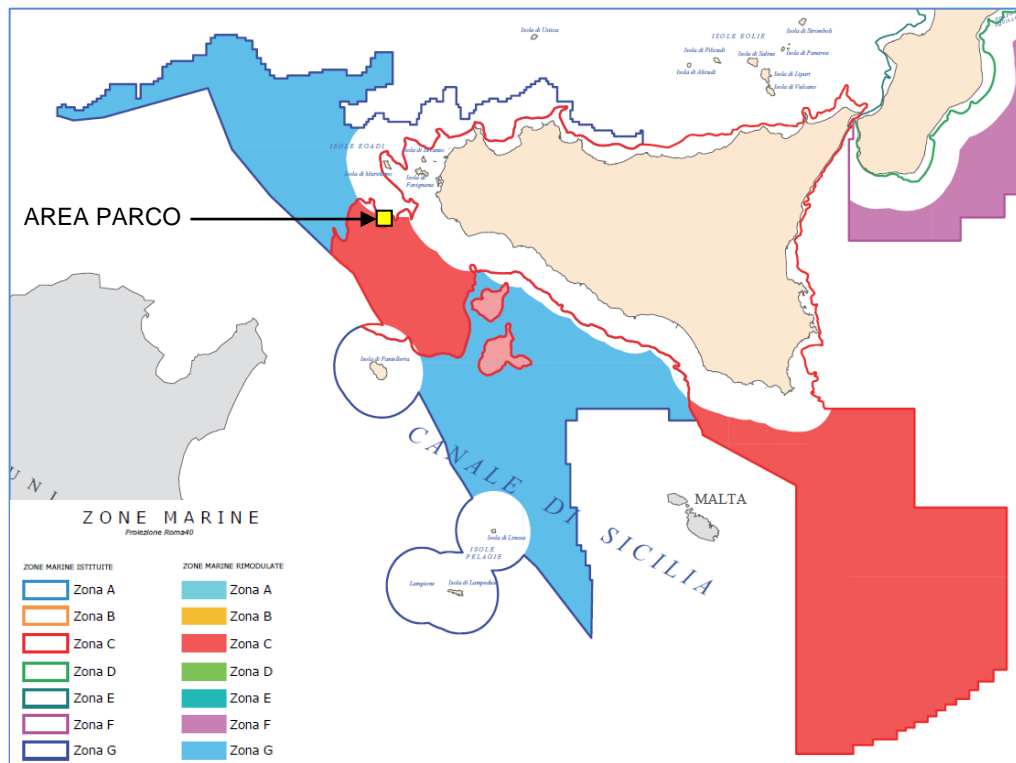 Isola di Ustica
ISOLE EOLIE
Isola di Stromboli
Isola di Filicudi
Isola di Panarea
Isola di Salina
Isola di Alicudi
Isola di Lipari
Isola di Vulcano
ISOLE EGADI
Isola di Levanzo
Isola di Marettimo
Isola di
Favignana
AREA PARCO
Isola di Pantelleria
CANALE DI SICILIA
MALTA
UNI
Isola di Linosa
ISOLE
PELAGIE
Lampione
Isola di Lampedusa
ZONE MARINE
Proiezione Roma40
ZONE MARINE ISTITUITE
ZONE MARINE RIMODULATE
Zona A
Zona A
Zona B
Zona B
Zona C
Zona C
Zona D
Zona D
Zona E
Zona E
Zona F
Zona F
Zona G
Zona G